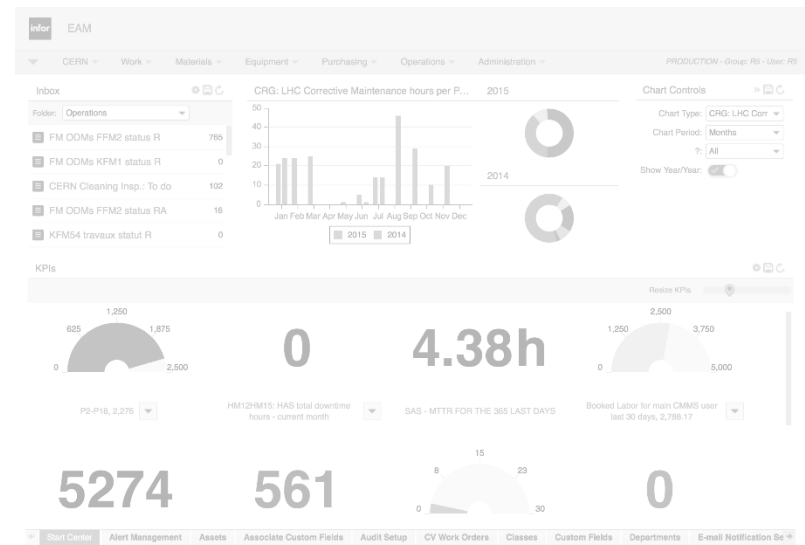 infor EAM
CERN Work Materials Equipment Purchasing Operations Administration PRODUCTION - Group: R5 - User: R5
Inbox
Folder: Operations
FM ODMs FFM2 status R 765
FM ODMs KFM1 status R 0
CERN Cleaning Insp.: To do 102
FM ODMs FFM2 status RA 16
KFM54 travaux statut R 0
CRG: LHC Corrective Maintenance hours per P...
50
40
30
20
10
0
Jan Feb Mar Apr May Jun Jul Aug Sep Oct Nov Dec
2015 2014
2015
2014
Chart Controls
Chart Type: CRG: LHC Corr
Chart Period: Months
?: All
Show Year/Year:
KPIs
Resize KPIs
0 625 1,250 1,875 2,500
P2-P16, 2,276
0
HM12HM15: HAS total downtime
hours - current month
4.38h
SAS - MTTR FOR THE 365 LAST DAYS
0 1,250 2,500 3,750 5,000
Booked Labor for main CMMS user
last 30 days, 2,798.17
5274
561
0 8 15 23 30
0
Start Center Alert Management Assets Associate Custom Fields Audit Setup CV Work Orders Classes Custom Fields Departments E-mail Notification Se